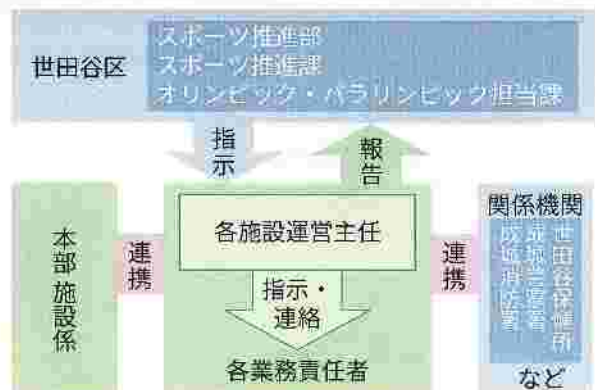 世田谷区
スポーツ推進部
スポーツ推進課
オリンピック・パラリンピック担当課
指示
報告
本部施設係
連携
各施設運営主任
指示・
連絡
各業務責任者
連携
関係機関
世田谷保健所
成城警察署
成城消防署
など